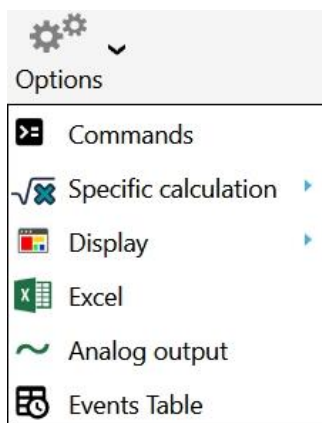 Options
Commands
Specific calculation
Display
Excel
Analog output
Events Table